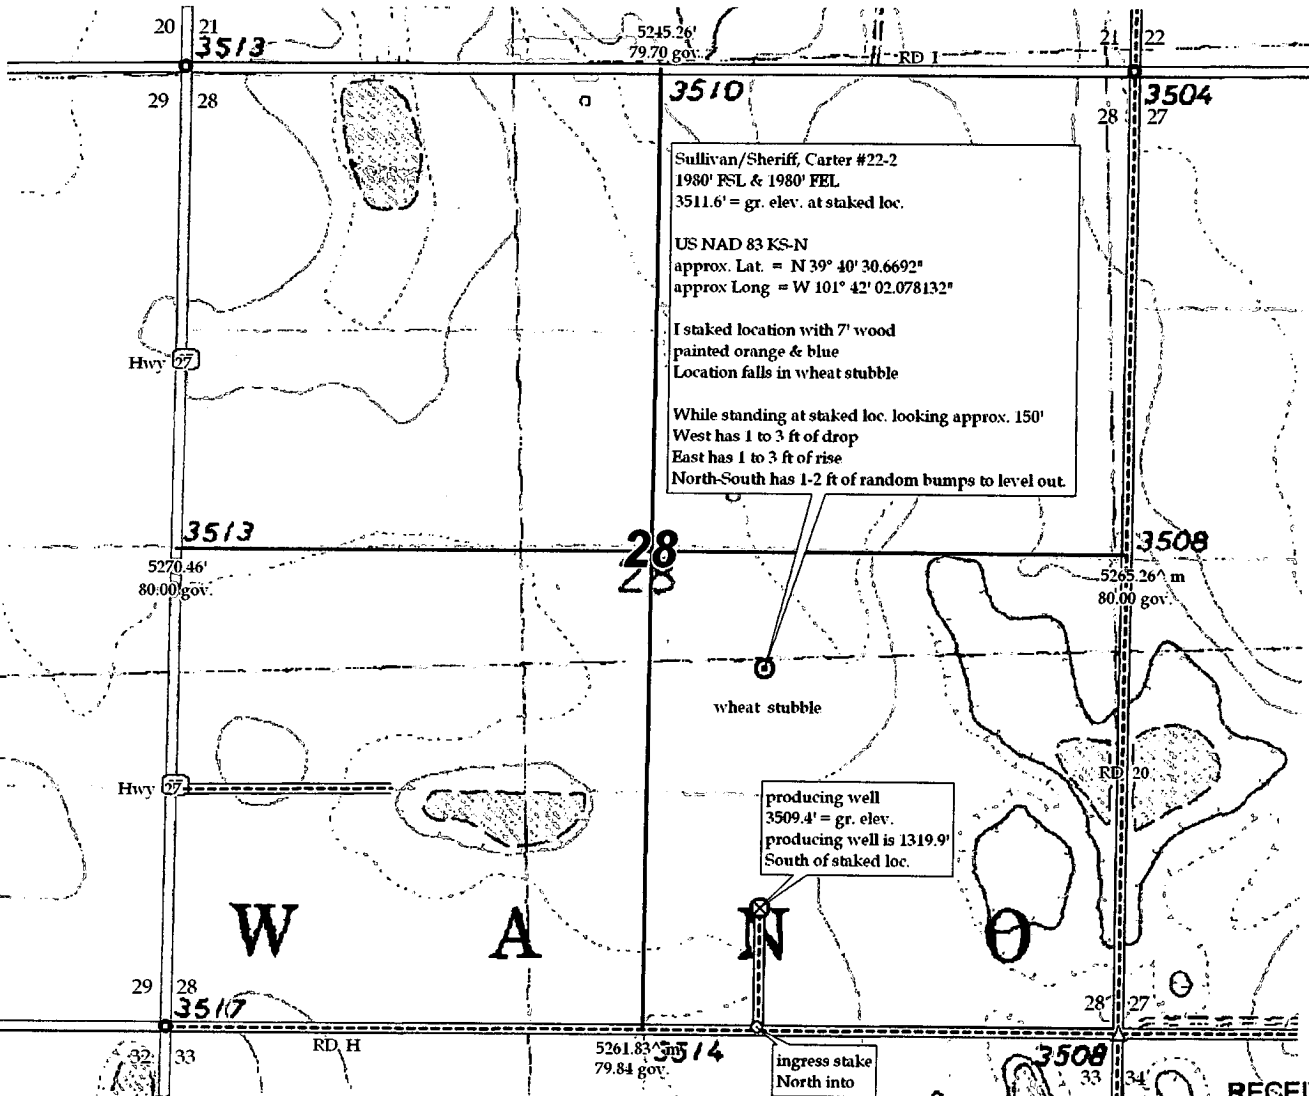 20 21
3513
5245.26'
79.70 gov.
RD I
21 22
29 28
3510
3504
28 27
Sullivan/Sheriff, Carter #22-2
1980' FSL & 1980' FEL
3511.6' = gr. elev. at staked loc.
US NAD 83 KS-N
approx. Lat. = N 39° 40' 30.6692"
approx Long = W 101° 42' 02.078132"
I staked location with 7' wood
painted orange & blue
Location falls in wheat stubble
While standing at staked loc. looking approx. 150'
West has 1 to 3 ft of drop
East has 1 to 3 ft of rise
North-South has 1-2 ft of random bumps to level out.
Hwy 27
3513
28
28
3508
5270.46'
80.00 gov.
5265.26^ m
80.00 gov.
wheat stubble
Hwy 27
RD 20
producing well
3509.4' = gr. elev.
producing well is 1319.9'
South of staked loc.
W A N O
29 28
3517
28 27
RD H
5261.83^ m
79.84 gov.
3514
3508
32 33
33 34
ingress stake
North into